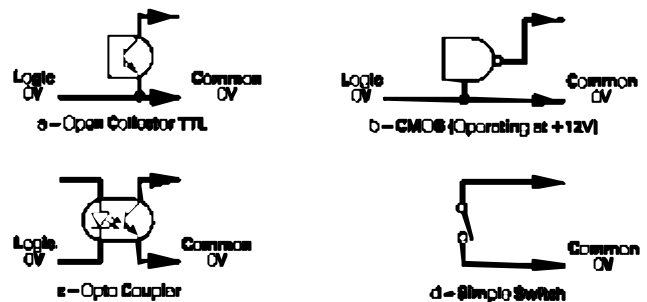 Logic 0V
Common 0V
a - Open Collector TTL
Logic 0V
Common 0V
b - CMOS (Operating at +12V)
Logic 0V
Common 0V
c - Opto Coupler
Common 0V
d - Simple Switch